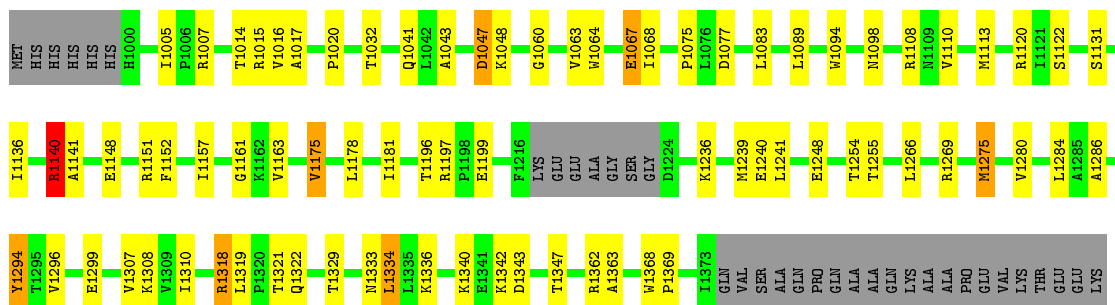 MET HIS HIS HIS HIS HIS H1000 I1005 P1006 R1007 T1014 R1015 V1016 A1017 P1020 T1032 Q1041 L1042 A1043 D1047 K1048 G1060 V1063 W1064 E1067 I1068 P1075 L1076 D1077 L1083 L1089 W1094 N1098 R1108 N1109 V1110 M1113 R1120 I1121 S1122 S1131
I1136 R1140 A1141 E1148 R1151 F1152 I1157 G1161 K1162 V1163 V1175 L1178 I1181 T1196 R1197 P1198 E1199 F1216 LYS GLU GLU ALA GLY SER GLY D1224 K1236 M1239 E1240 L1241 E1248 T1254 T1255 L1266 R1269 M1275 V1280 L1284 A1285 A1286
Y1294 T1295 V1296 E1299 V1307 K1308 V1309 I1310 R1318 L1319 P1320 T1321 Q1322 T1329 N1333 L1334 L1335 K1336 K1340 E1341 K1342 D1343 T1347 R1362 A1363 W1368 P1369 I1373 GLN VAL SER ALA GLN PRO GLN ALA ALA ALA GLN LYS ALA ALA PRO GLU VAL LYS THR GLU GLU LYS